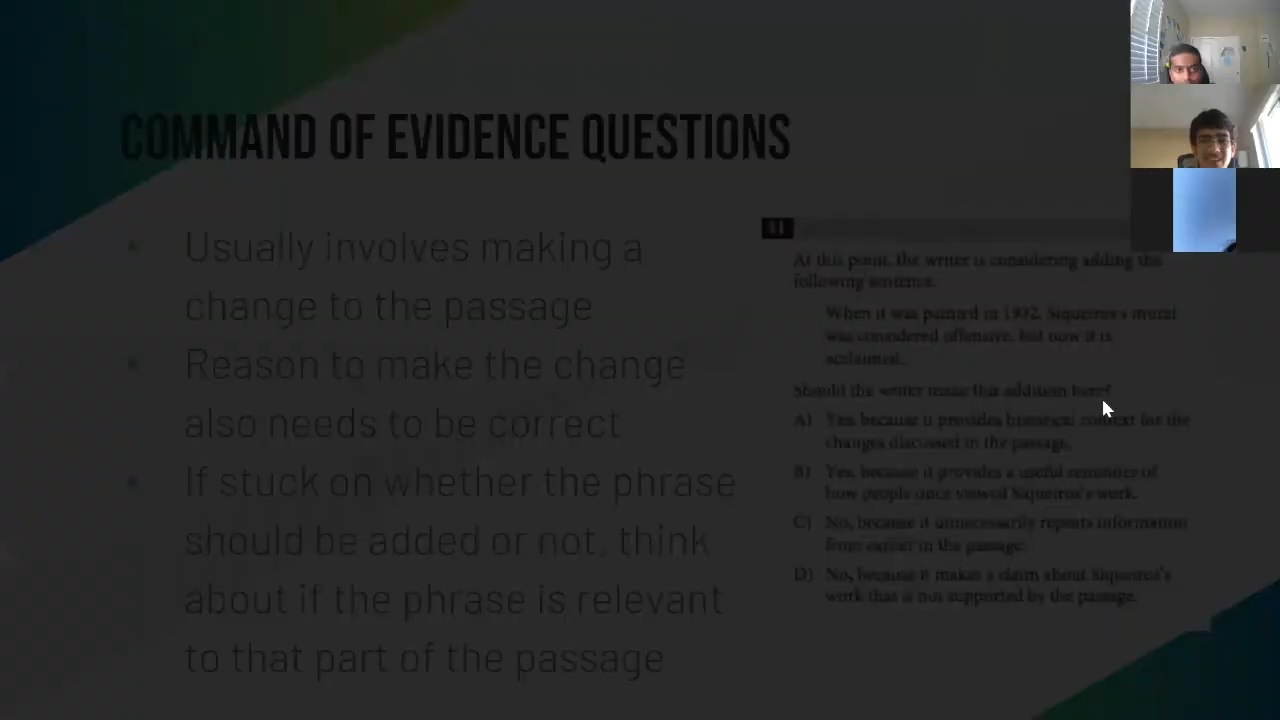 COMMAND OF EVIDENCE QUESTIONS
• Usually involves making a
change to the passage
• Reason to make the change
also needs to be correct
• If stuck on whether the phrase
should be added or not, think
about if the phrase is relevant
to that part of the passage
11
At this point, the writer is considering adding the
following sentence.
When it was painted in 1932, Siqueiros's mural
was considered offensive, but now it is
acclaimed.
Should the writer make this addition here?
A) Yes, because it provides historical context for the
changes discussed in the passage.
B) Yes, because it provides a useful reminder of
how people once viewed Siqueiros's work.
C) No, because it unnecessarily repeats information
from earlier in the passage.
D) No, because it makes a claim about Siqueiros's
work that is not supported by the passage.